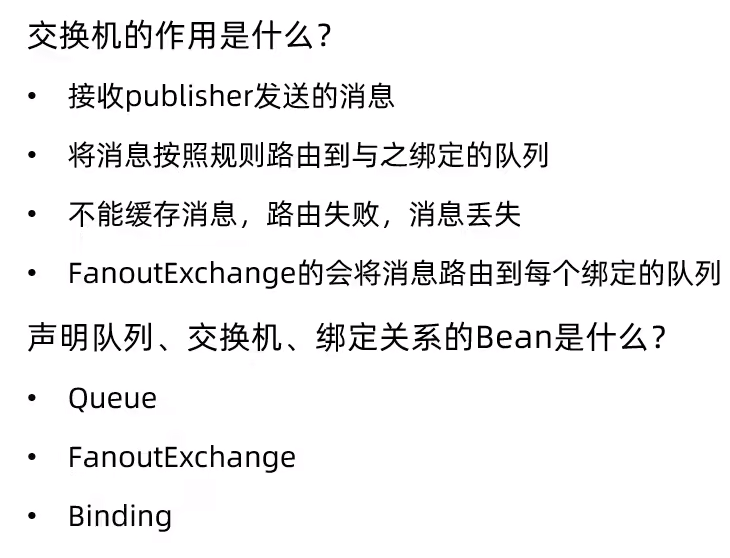 交换机的作用是什么?
• 接收publisher发送的消息
• 将消息按照规则路由到与之绑定的队列
• 不能缓存消息，路由失败，消息丢失
• FanoutExchange的会将消息路由到每个绑定的队列
声明队列、交换机、绑定关系的Bean是什么?
• Queue
• FanoutExchange
• Binding